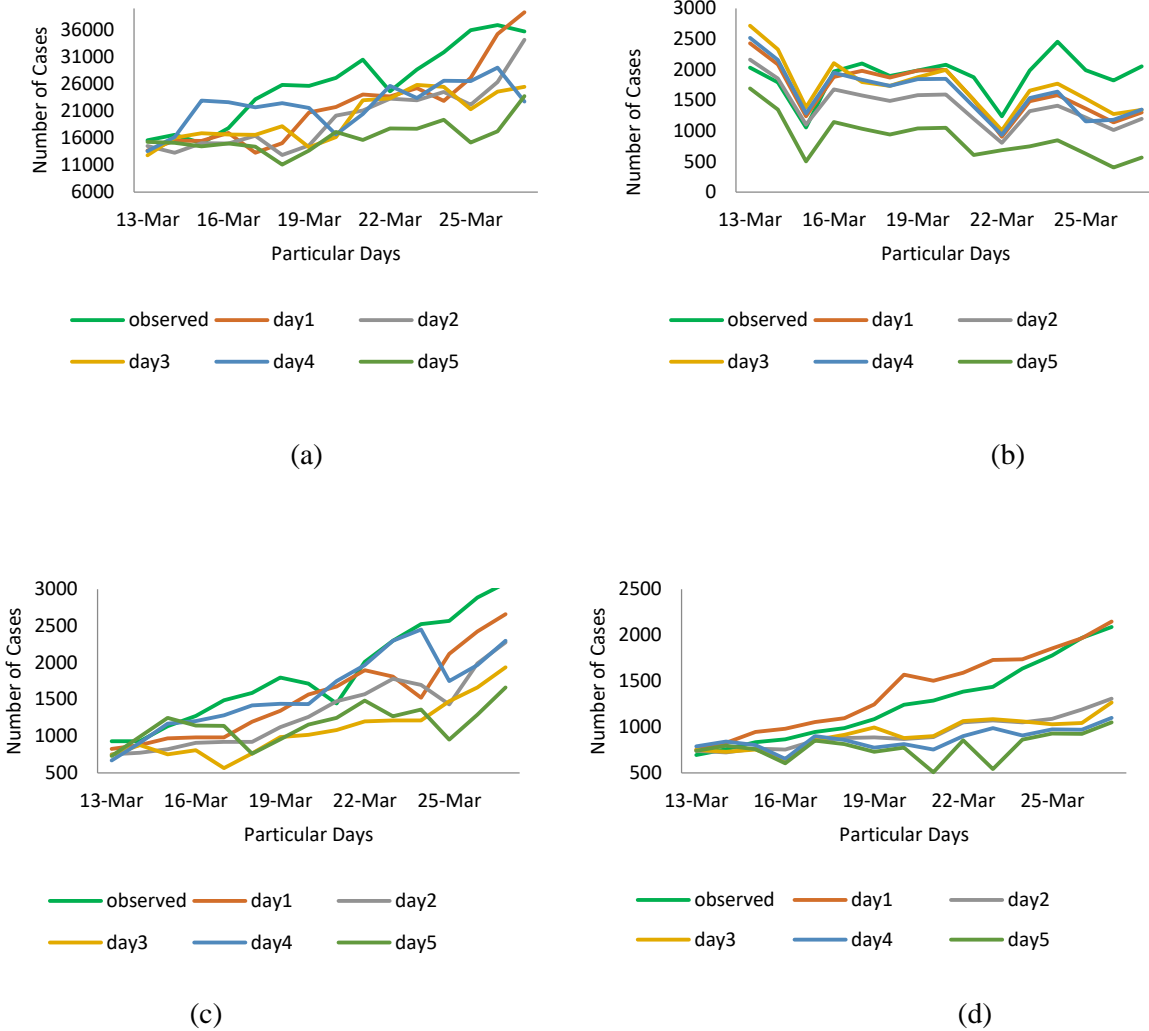 Number of Cases
36000
31000
26000
21000
16000
11000
6000
13-Mar 16-Mar 19-Mar 22-Mar 25-Mar
Particular Days
observed day1 day2
day3 day4 day5
(a)
Number of Cases
3000
2500
2000
1500
1000
500
0
13-Mar 16-Mar 19-Mar 22-Mar 25-Mar
Particular Days
observed day1 day2
day3 day4 day5
(b)
Number of Cases
3000
2500
2000
1500
1000
500
13-Mar 16-Mar 19-Mar 22-Mar 25-Mar
Particular Days
observed day1 day2
day3 day4 day5
(c)
Number of Cases
2500
2000
1500
1000
500
13-Mar 16-Mar 19-Mar 22-Mar 25-Mar
Particular Days
observed day1 day2
day3 day4 day5
(d)